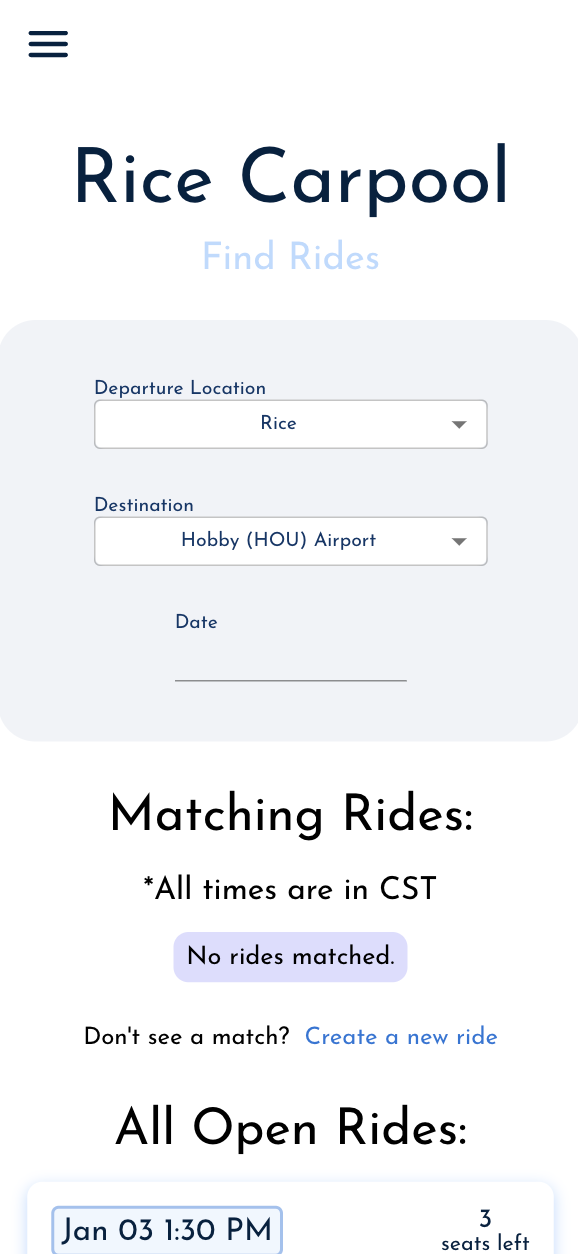 Rice Carpool
Find Rides
Departure Location
Rice
Destination
Hobby (HOU) Airport
Date
Matching Rides:
*All times are in CST
No rides matched.
Don't see a match? Create a new ride
All Open Rides:
Jan 03 1:30 PM
3
seats left